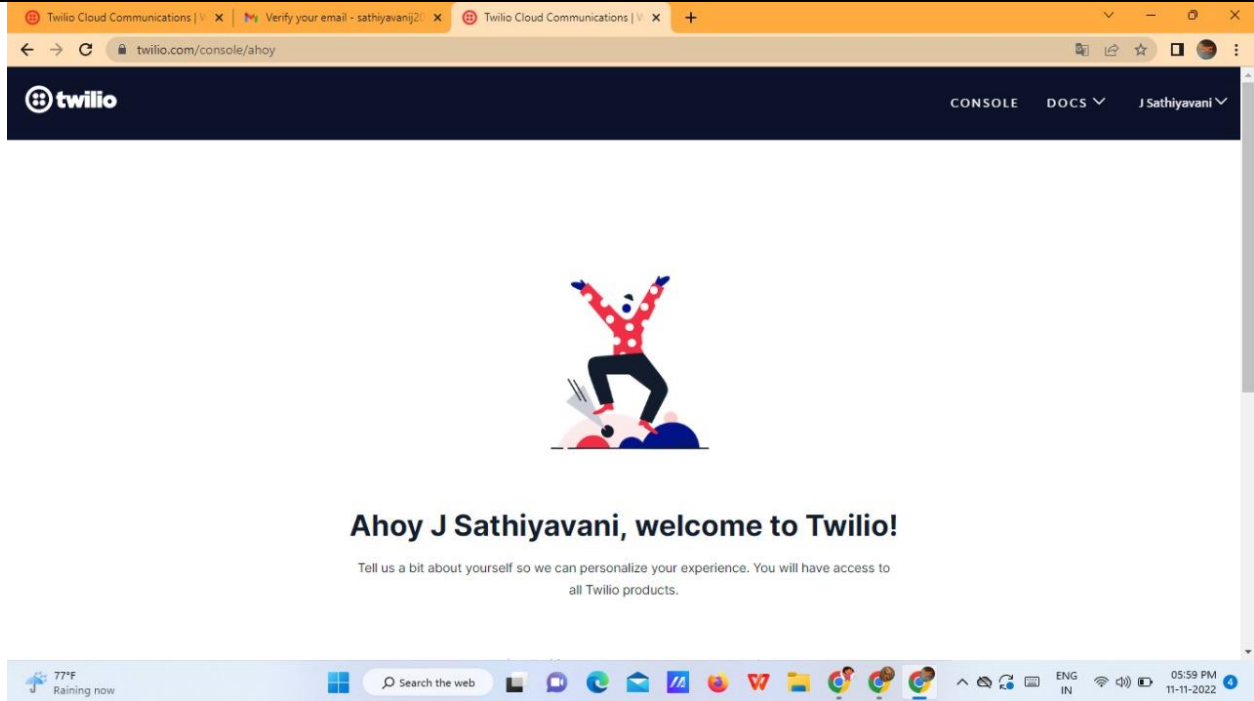 Twilio Cloud Communications | V
Verify your email - sathiyavanij20
Twilio Cloud Communications | V
twilio.com/console/ahoy
twilio
CONSOLE DOCS J Sathiyavani
Ahoy J Sathiyavani, welcome to Twilio!
Tell us a bit about yourself so we can personalize your experience. You will have access to
all Twilio products.
77°F
Raining now
Search the web
ENG
IN
05:59 PM
11-11-2022
4